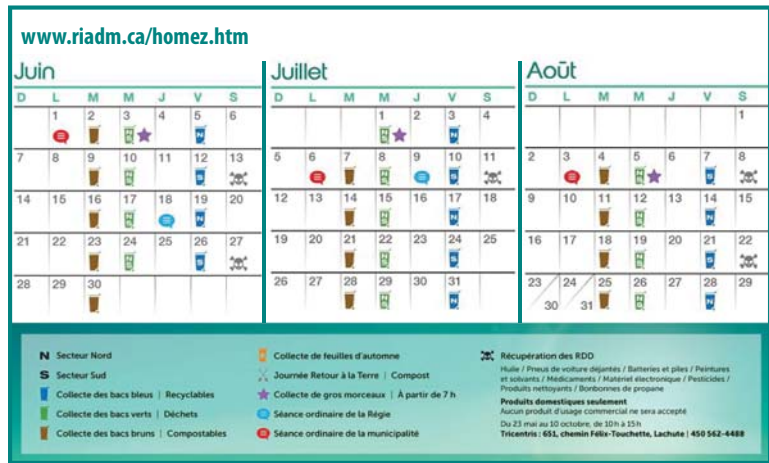 www.riadm.ca/homez.htm
Juin
D L M M J V S
1 2 3 4 5 6
N S N
7 8 9 10 11 12 13
N S S
14 15 16 17 18 19 20
N S N
21 22 23 24 25 26 27
N S S
28 29 30
Juillet
D L M M J V S
1 2 3 4
N S N
5 6 7 8 9 10 11
N S S
12 13 14 15 16 17 18
N S N
19 20 21 22 23 24 25
N S S
26 27 28 29 30 31
N S N
Août
D L M M J V S
1
2 3 4 5 6 7 8
N S S
9 10 11 12 13 14 15
N S N
16 17 18 19 20 21 22
N S S
23 24 25 26 27 28 29
30 31 N S N
N Secteur Nord
S Secteur Sud
Collecte des bacs bleus | Recyclables
Collecte des bacs verts | Déchets
Collecte des bacs bruns | Compostables
Collecte de feuilles d'automne
Journée Retour à la Terre | Compost
Collecte de gros morceaux | À partir de 7 h
Séance ordinaire de la Régie
Séance ordinaire de la municipalité
Récupération des RDD
Huile / Pneus de voiture déjantés / Batteries et piles / Peintures
et solvants / Médicaments / Matériel électronique / Pesticides /
Produits nettoyants / Bonbonnes de propane
Produits domestiques seulement
Aucun produit d'usage commercial ne sera accepté
Du 23 mai au 10 octobre, de 10 h à 15 h
Tricentris : 651, chemin Félix-Touchette, Lachute | 450 562-4488